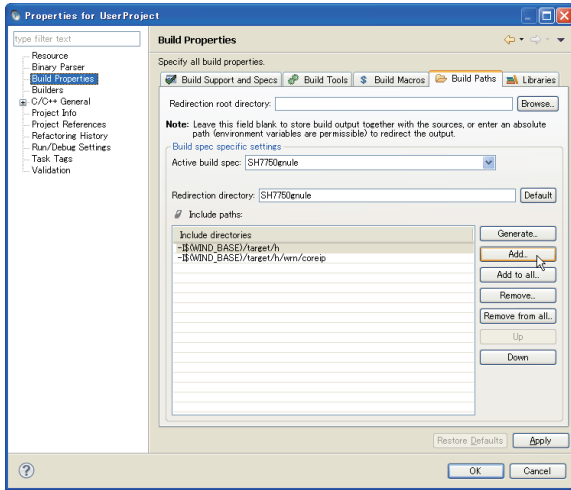 Properties for UserProject
type filter text
Resource
Binary Parser
Build Properties
Builders
C/C++ General
Project Info
Project References
Refactoring History
Run/Debug Settings
Task Tags
Validation
Build Properties
Specify all build properties.
Build Support and Specs
Build Tools
$ Build Macros
Build Paths
Libraries
Redirection root directory:
Browse...
Note: Leave this field blank to store build output together with the sources, or enter an absolute
path (environment variables are permissible) to redirect the output.
Build spec specific settings
Active build spec: SH7750gnule
Redirection directory: SH7750gnule
Default
Include paths:
Include directories
-I$(WIND_BASE)/target/h
-I$(WIND_BASE)/target/h/wrn/coreip
Generate...
Add...
Add to all...
Remove...
Remove from all...
Up
Down
Restore Defaults
Apply
?
OK
Cancel